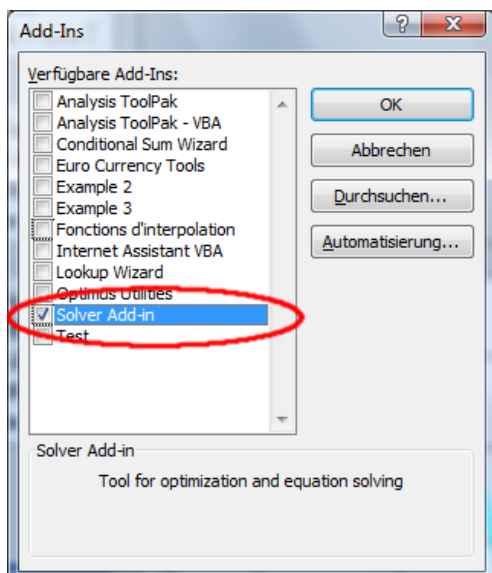 Add-Ins
Verfügbare Add-Ins:
Analysis ToolPak
Analysis ToolPak - VBA
Conditional Sum Wizard
Euro Currency Tools
Example 2
Example 3
Fonctions d'interpolation
Internet Assistant VBA
Lookup Wizard
Optimus Utilities
Solver Add-in
Test
OK
Abbrechen
Durchsuchen...
Automatisierung...
Solver Add-in
Tool for optimization and equation solving